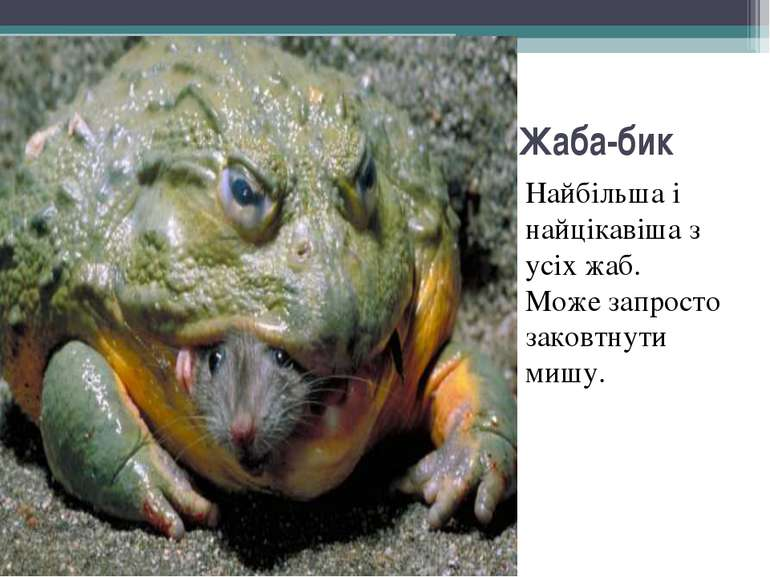 Жаба-бик
Найбільша і
найцікавіша з
усіх жаб.
Може запросто
заковтнути
мишу.